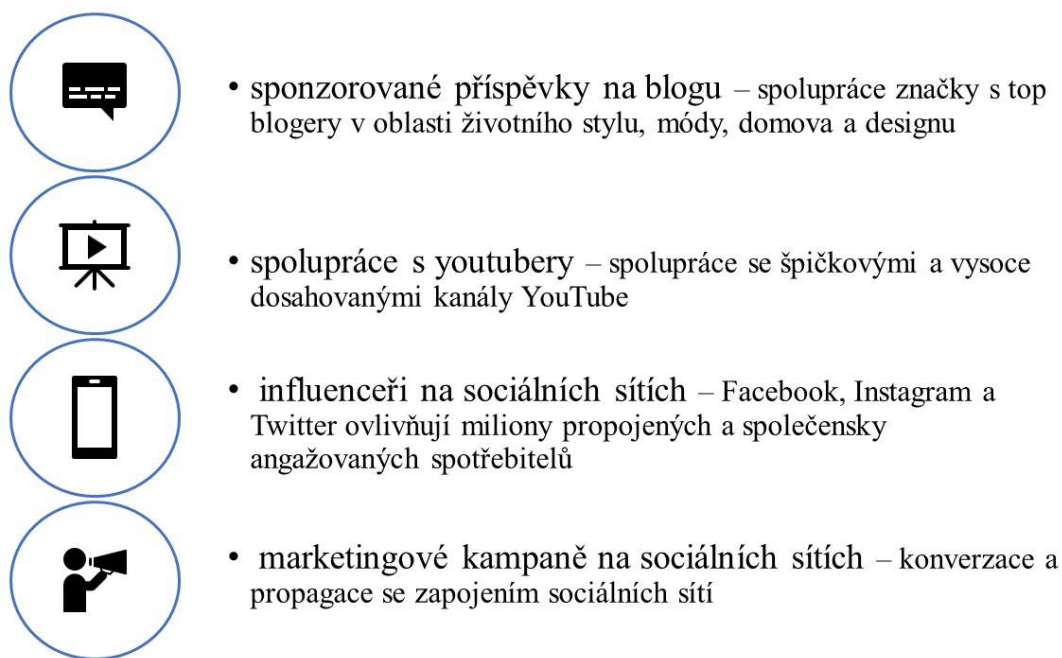 • sponzorované příspěvky na blogu – spolupráce značky s top
blogery v oblasti životního stylu, módy, domova a designu
• spolupráce s youtubery – spolupráce se špičkovými a vysoce
dosahovanými kanály YouTube
• influenceři na sociálních sítích – Facebook, Instagram a
Twitter ovlivňují miliony propojených a společensky
angažovaných spotřebitelů
• marketingové kampaně na sociálních sítích – konverzace a
propagace se zapojením sociálních sítí